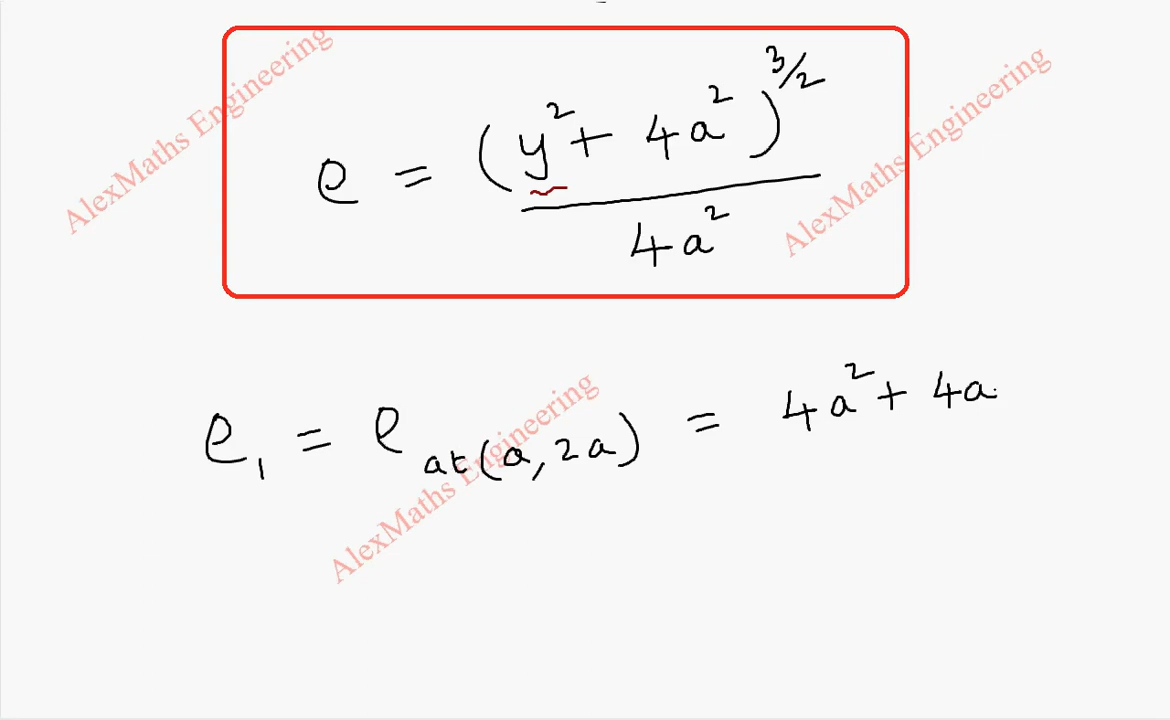 AlexMaths Engineering
AlexMaths Engineering
ρ = (y² + 4a²)^3/2
4a²
ρ₁ = ρ at (a, 2a) = 4a² + 4a
AlexMaths Engineering